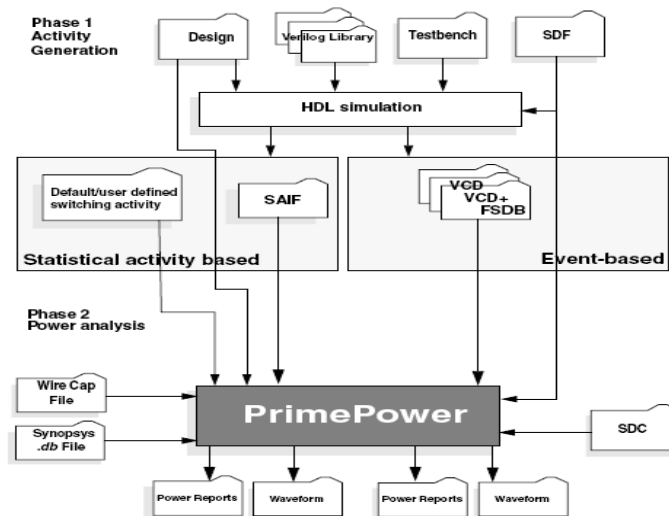 Phase 1
Activity
Generation
Design
Verilog Library
Testbench
SDF
HDL simulation
Default/user defined
switching activity
SAIF
VCD
VCD+
FSDB
Statistical activity based
Event-based
Phase 2
Power analysis
Wire Cap
File
PrimePower
Synopsys
.db File
SDC
Power Reports
Waveform
Power Reports
Waveform